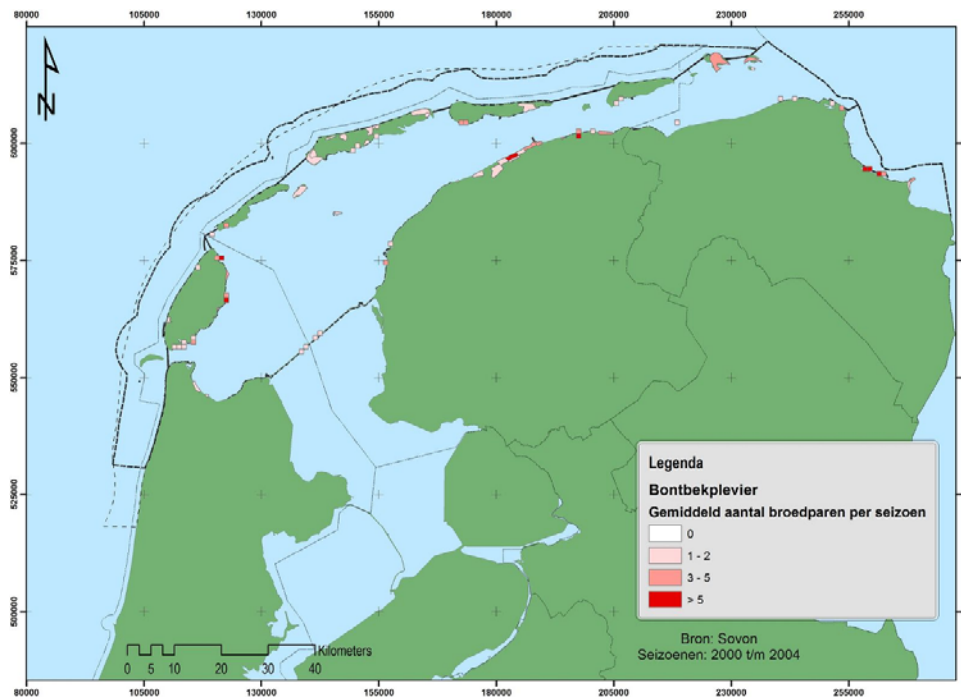 80000 105000 130000 155000 180000 205000 230000 255000
N
600000
575000
550000
525000
500000
Legenda
Bontbekplevier
Gemiddeld aantal broedparen per seizoen
0
1 - 2
3 - 5
> 5
Bron: Sovon
Seizoenen: 2000 t/m 2004
Kilometers
0 5 10 20 30 40
80000 105000 130000 155000 180000 205000 230000 255000